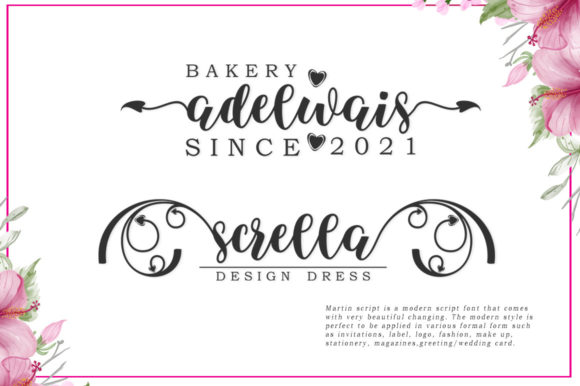 BAKERY
adelwais
SINCE 2021
scrella
DESIGN DRESS
Martin script is a modern script font that comes
with very beautiful changing. The modern style is
perfect to be applied in various formal form such
as invitations, label, logo, fashion, make up,
stationery, magazines,greeting/wedding card.